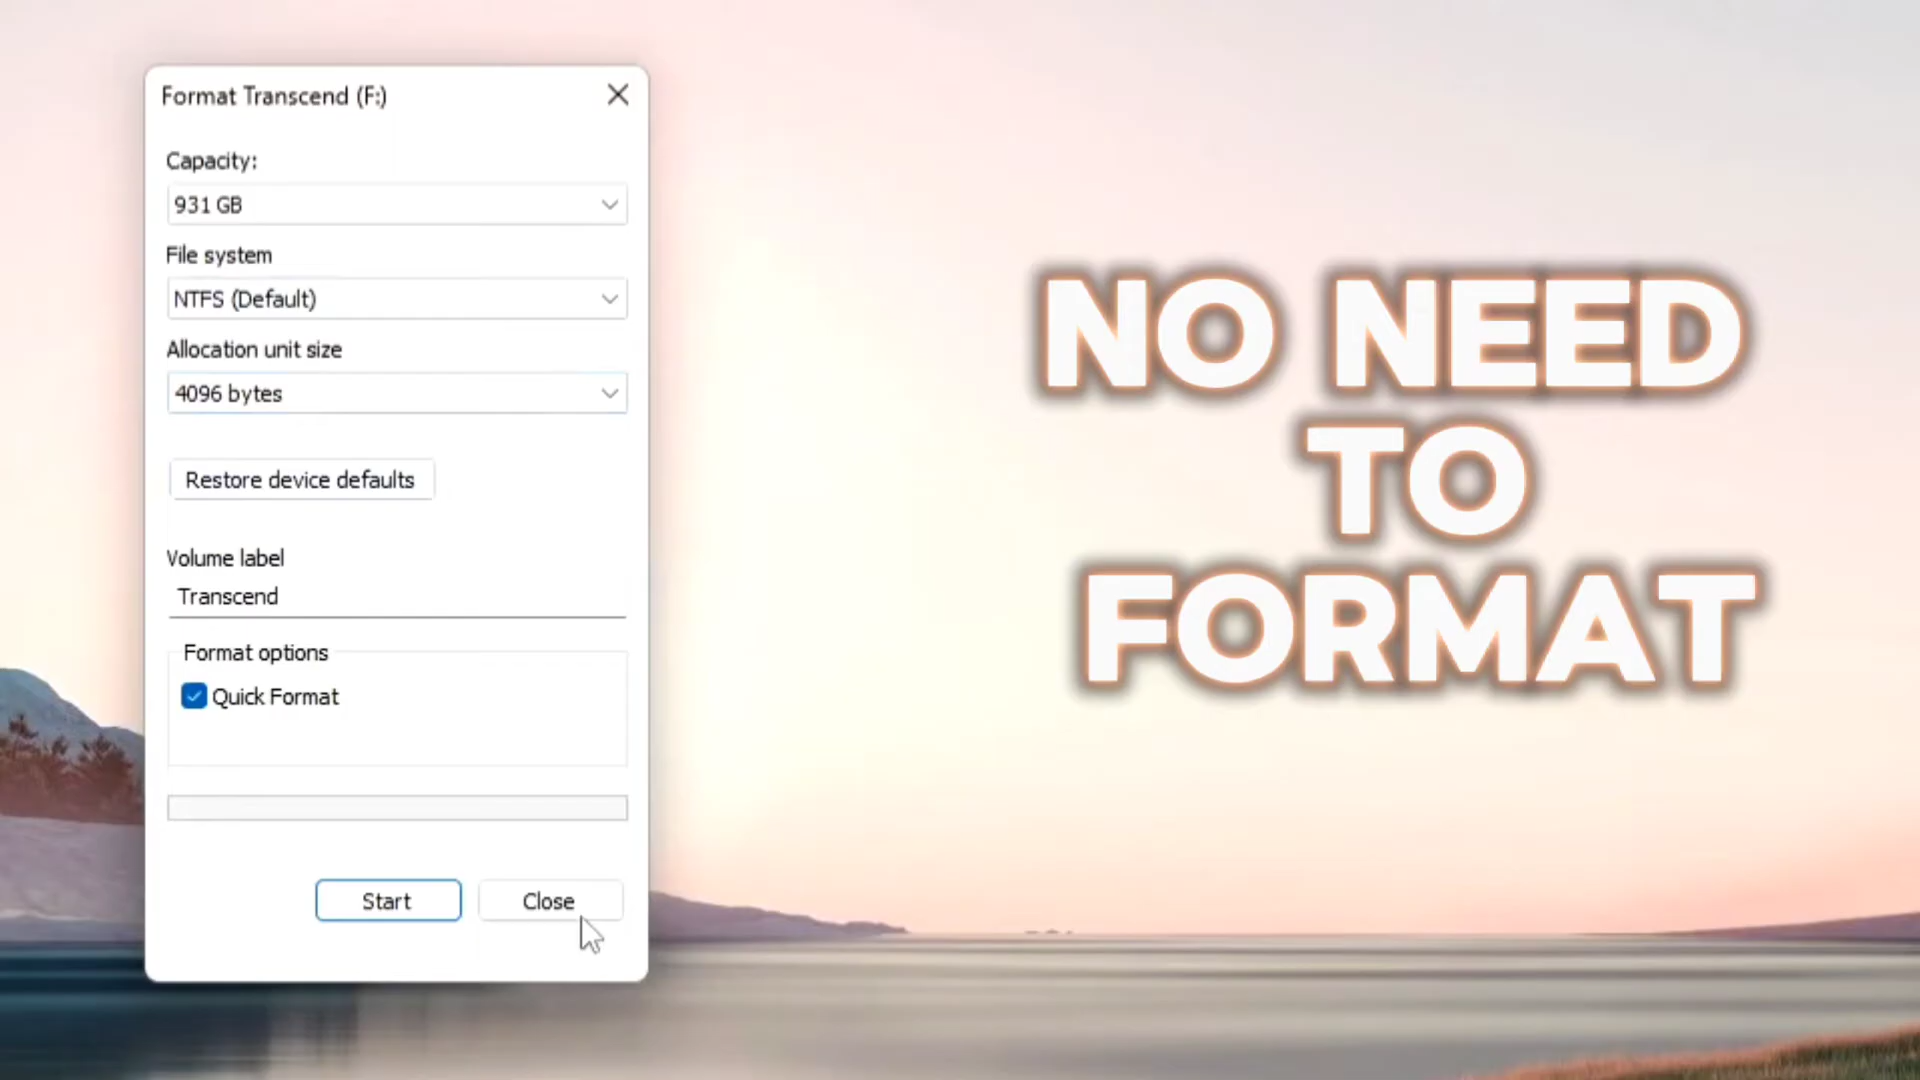 Format Transcend (F:)
Capacity:
931 GB
File system
NTFS (Default)
Allocation unit size
4096 bytes
Restore device defaults
Volume label
Transcend
Format options
Quick Format
Start
Close
NO NEED
TO
FORMAT